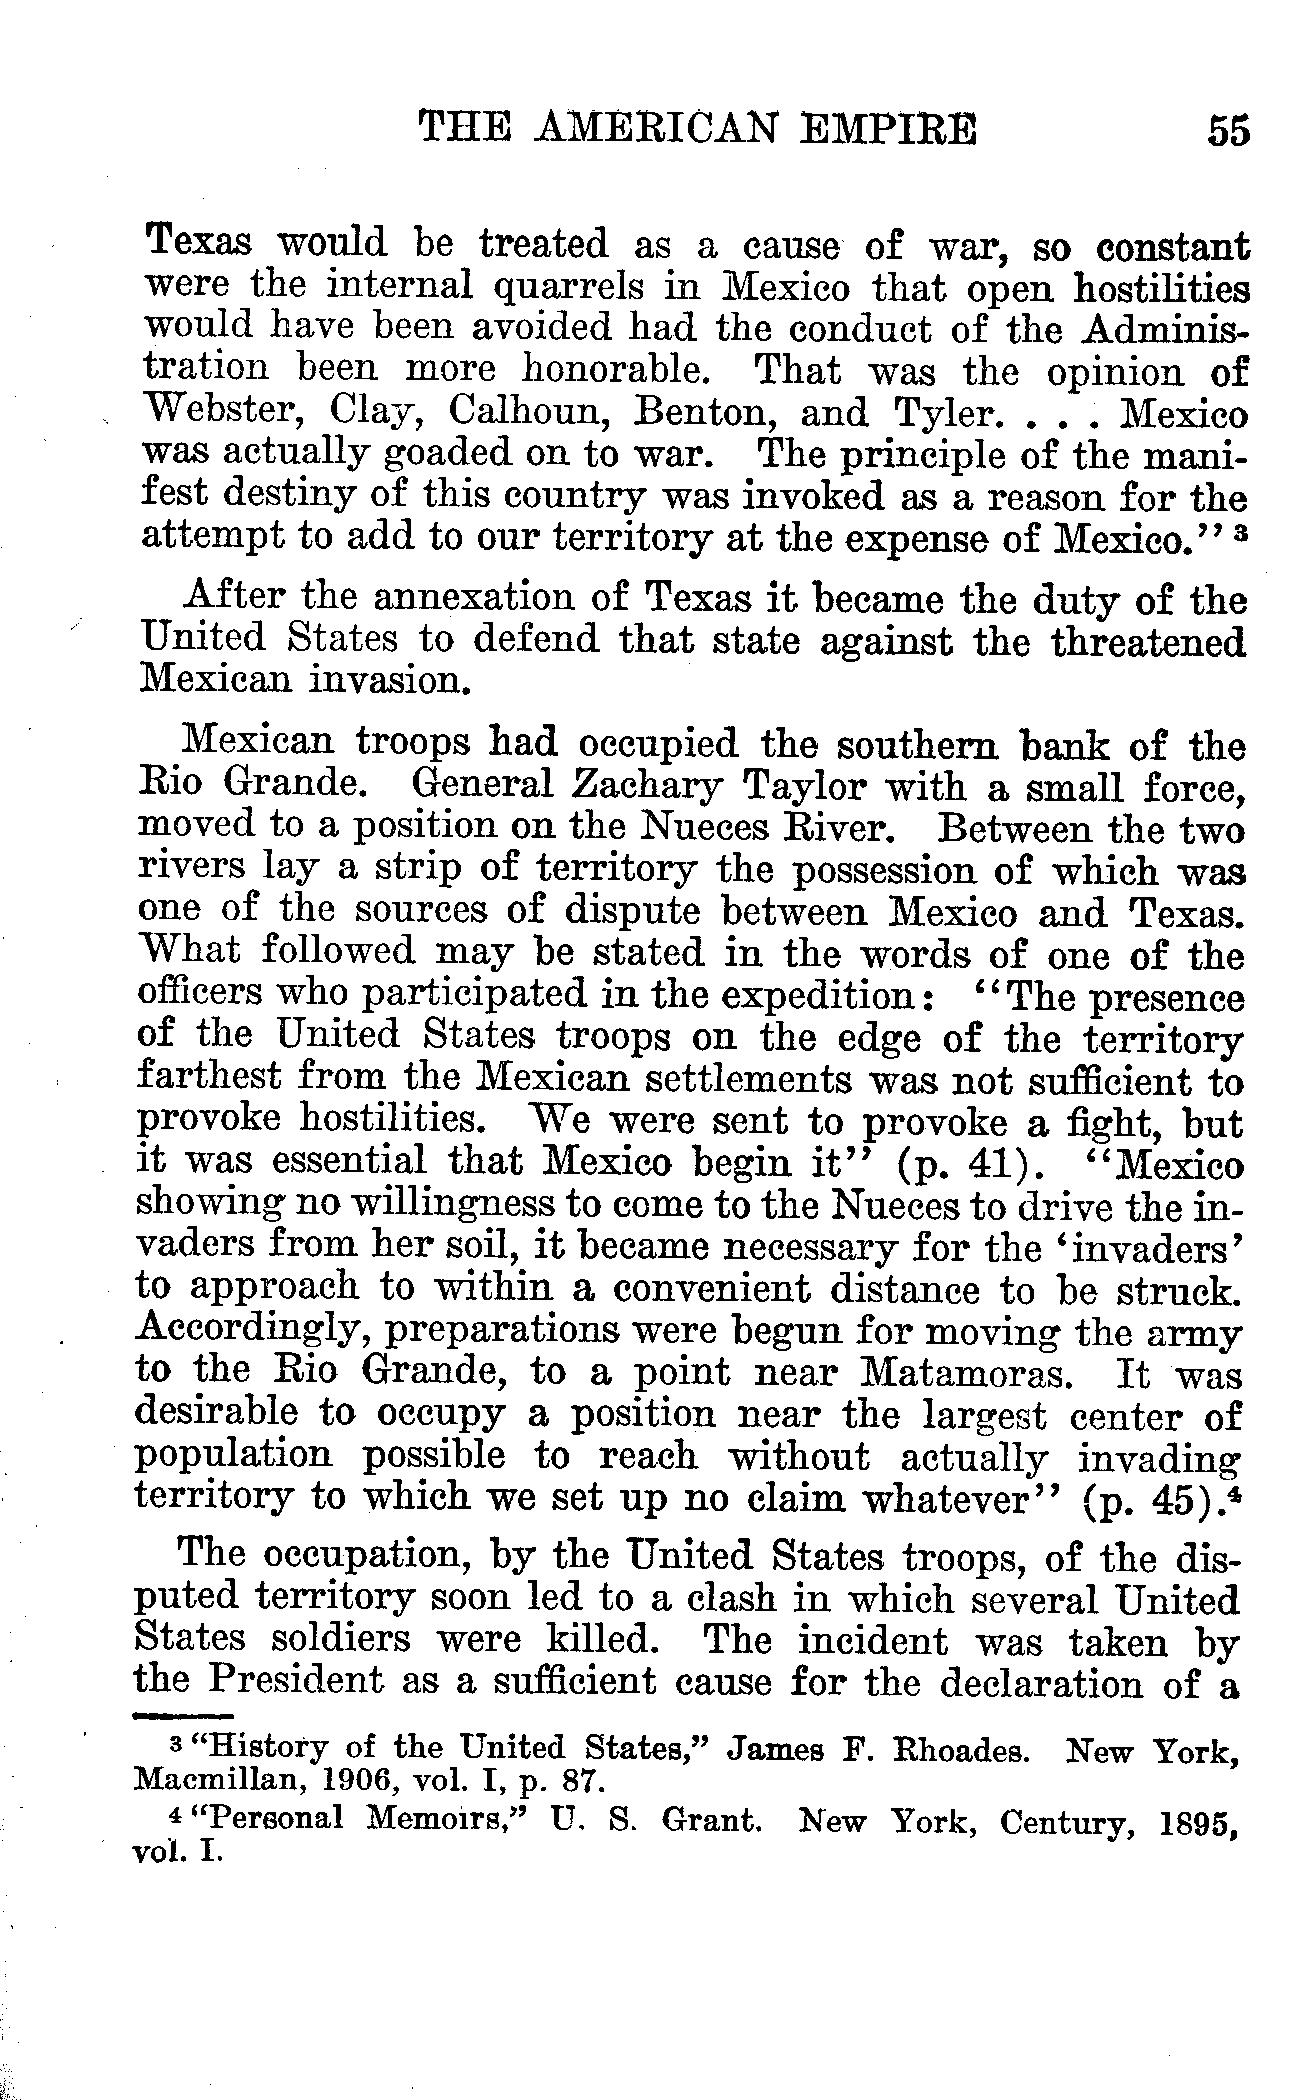 THE AMERICAN EMPIRE 55
Texas would be treated as a cause of war, so constant
were the internal quarrels in Mexico that open hostilities
would have been avoided had the conduct of the Adminis-
tration been more honorable. That was the opinion of
Webster, Clay, Calhoun, Benton, and Tyler. . . . Mexico
was actually goaded on to war. The principle of the mani-
fest destiny of this country was invoked as a reason for the
attempt to add to our territory at the expense of Mexico.'' 3
After the annexation of Texas it became the duty of the
United States to defend that state against the threatened
Mexican invasion.
Mexican troops had occupied the southern bank of the
Rio Grande. General Zachary Taylor with a small force,
moved to a position on the Nueces River. Between the two
rivers lay a strip of territory the possession of which was
one of the sources of dispute between Mexico and Texas.
What followed may be stated in the words of one of the
officers who participated in the expedition: ''The presence
of the United States troops on the edge of the territory
farthest from the Mexican settlements was not sufficient to
provoke hostilities. We were sent to provoke a fight, but
it was essential that Mexico begin it'' (p. 41). ''Mexico
showing no willingness to come to the Nueces to drive the in-
vaders from her soil, it became necessary for the 'invaders'
to approach to within a convenient distance to be struck.
Accordingly, preparations were begun for moving the army
to the Rio Grande, to a point near Matamoras. It was
desirable to occupy a position near the largest center of
population possible to reach without actually invading
territory to which we set up no claim whatever'' (p. 45).4
The occupation, by the United States troops, of the dis-
puted territory soon led to a clash in which several United
States soldiers were killed. The incident was taken by
the President as a sufficient cause for the declaration of a
3 "History of the United States," James F. Rhoades. New York,
Macmillan, 1906, vol. I, p. 87.
4 "Personal Memoirs," U. S. Grant. New York, Century, 1895,
vol. I.